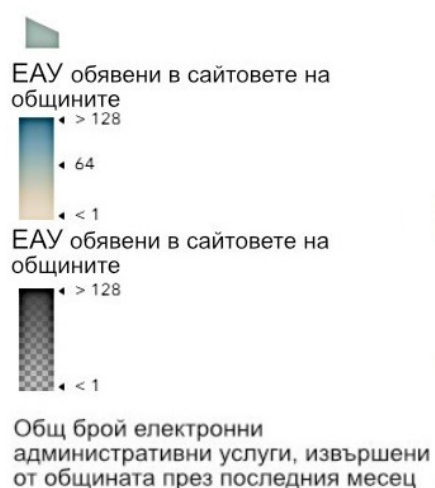 ЕАУ обявени в сайтовете на
общините
> 128
64
< 1
ЕАУ обявени в сайтовете на
общините
> 128
< 1
Общ брой електронни
административни услуги, извършени
от общината през последния месец